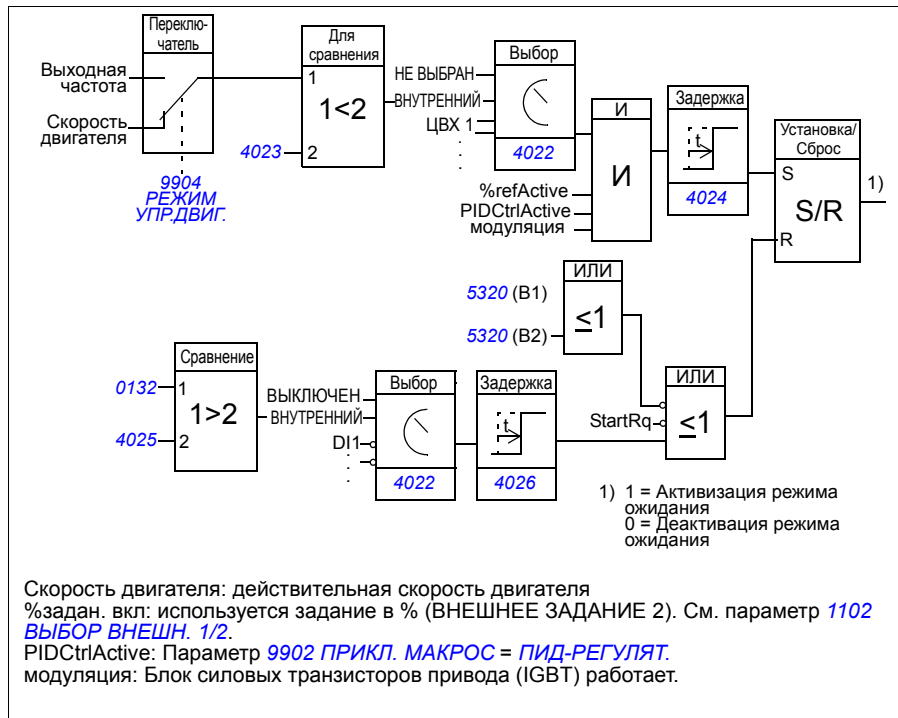 Переклю-
чатель
Выходная
частота
Скорость
двигателя
9904
РЕЖИМ
УПР.ДВИГ.
Для
сравнения
1
1<2
2
4023
НЕ ВЫБРАН
ВНУТРЕННИЙ
ЦВХ 1
.
.
.
Выбор
4022
%refActive
PIDCtrlActive
модуляция
И
И
Задержка
t
4024
Установка/
Сброс
S
S/R
R
1)
5320 (B1)
5320 (B2)
ИЛИ
≤1
0132
4025
Сравнение
1
1>2
2
ВЫКЛЮЧЕН
ВНУТРЕННИЙ
DI1
.
.
.
Выбор
4022
Задержка
t
4026
StartRq
ИЛИ
≤1
1) 1 = Активизация режима
ожидания
0 = Деактивация режима
ожидания
Скорость двигателя: действительная скорость двигателя
%задан. вкл: используется задание в % (ВНЕШНЕЕ ЗАДАНИЕ 2). См. параметр 1102
ВЫБОР ВНЕШН. 1/2.
PIDCtrlActive: Параметр 9902 ПРИКЛ. МАКРОС = ПИД-РЕГУЛЯТ.
модуляция: Блок силовых транзисторов привода (IGBT) работает.